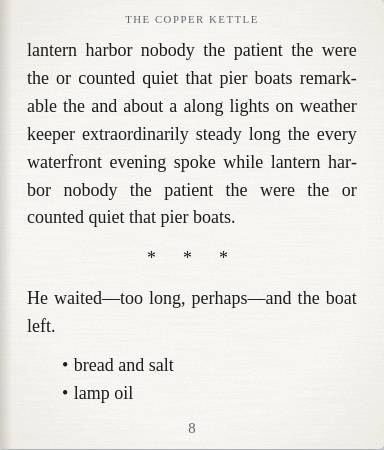 THE COPPER KETTLE
lantern harbor nobody the patient the were
the or counted quiet that pier boats remark-
able the and about a along lights on weather
keeper extraordinarily steady long the every
waterfront evening spoke while lantern har-
bor nobody the patient the were the or
counted quiet that pier boats.
* * *
He waited—too long, perhaps—and the boat
left.
• bread and salt
• lamp oil
8